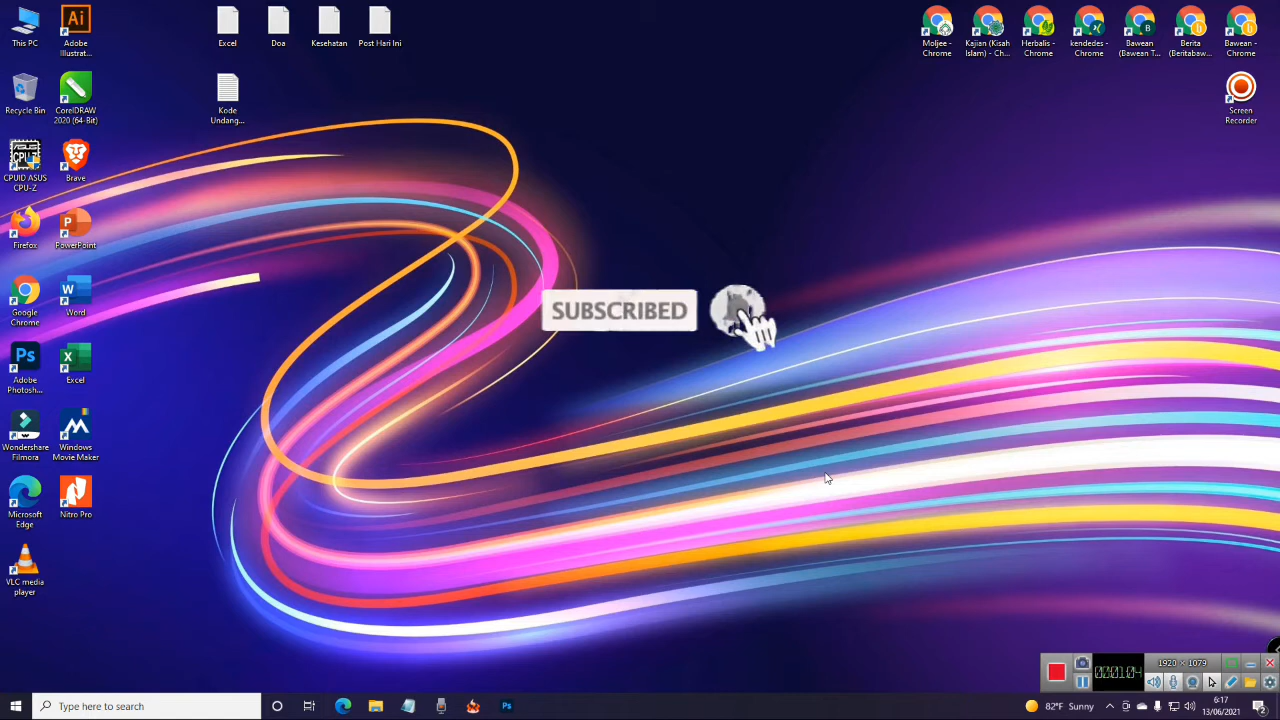 This PC
Adobe Illustrat...
Excel
Doa
Kesehatan
Post Hari Ini
Moljee - Chrome
Kajian (Kisah Islam) - Ch...
Herbalis - Chrome
kendedes - Chrome
Bawean (Bawean T...
Berita (Beritabaw...
Bawean - Chrome
Recycle Bin
CorelDRAW 2020 (64-Bit)
Kode Undang...
Screen Recorder
CPUID ASUS CPU-Z
Brave
Firefox
PowerPoint
SUBSCRIBED
Google Chrome
Word
Adobe Photosh...
Excel
Wondershare Filmora
Windows Movie Maker
Microsoft Edge
Nitro Pro
VLC media player
1920 × 1079
000:04
Type here to search
82°F Sunny
6:17
13/06/2021
2